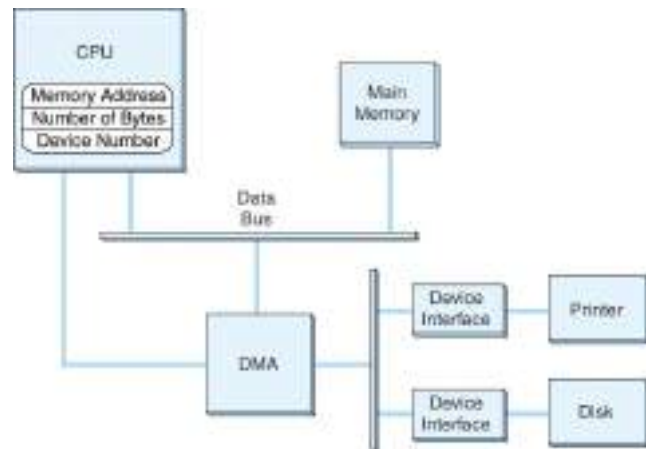 CPU
Memory Address
Number of Bytes
Device Number
Main
Memory
Data
Bus
DMA
Device
Interface
Printer
Device
Interface
Disk